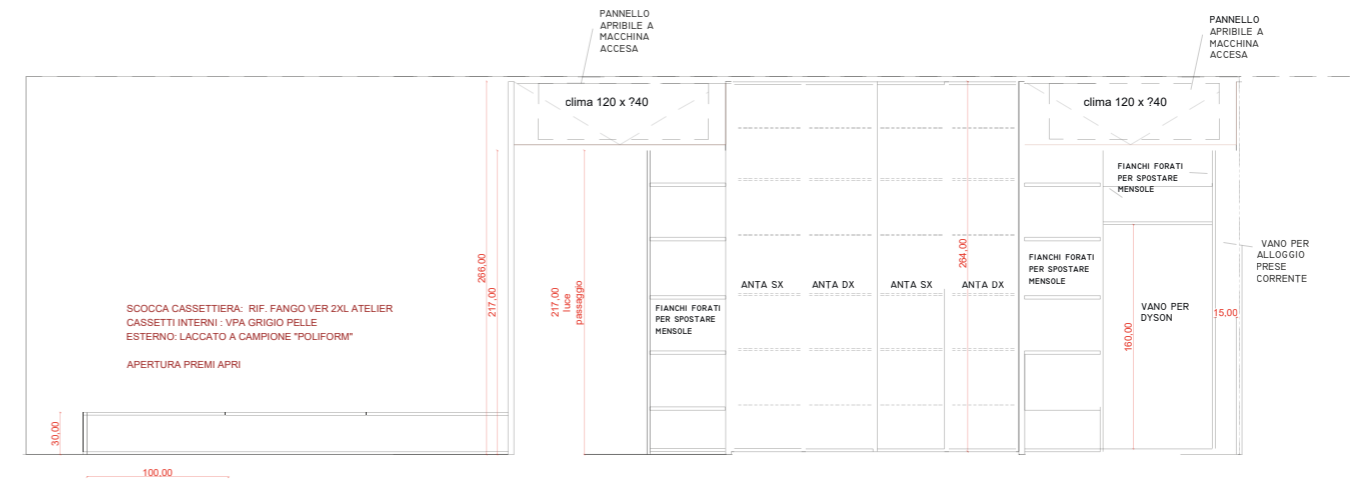 PANNELLO
APRIBILE A
MACCHINA
ACCESA
PANNELLO
APRIBILE A
MACCHINA
ACCESA
clima 120 x ?40
clima 120 x ?40
FIANCHI FORATI
PER SPOSTARE
MENSOLE
266,00
217,00
217,00
luce
passaggio
264,00
VANO PER
ALLOGGIO
PRESE
CORRENTE
FIANCHI FORATI
PER SPOSTARE
MENSOLE
ANTA SX
ANTA DX
ANTA SX
ANTA DX
SCOCCA CASSETTIERA: RIF. FANGO VER 2XL ATELIER
CASSETTI INTERNI : VPA GRIGIO PELLE
ESTERNO: LACCATO A CAMPIONE "POLIFORM"
APERTURA PREMI APRI
FIANCHI FORATI
PER SPOSTARE
MENSOLE
VANO PER
DYSON
15,00
160,00
30,00
100,00